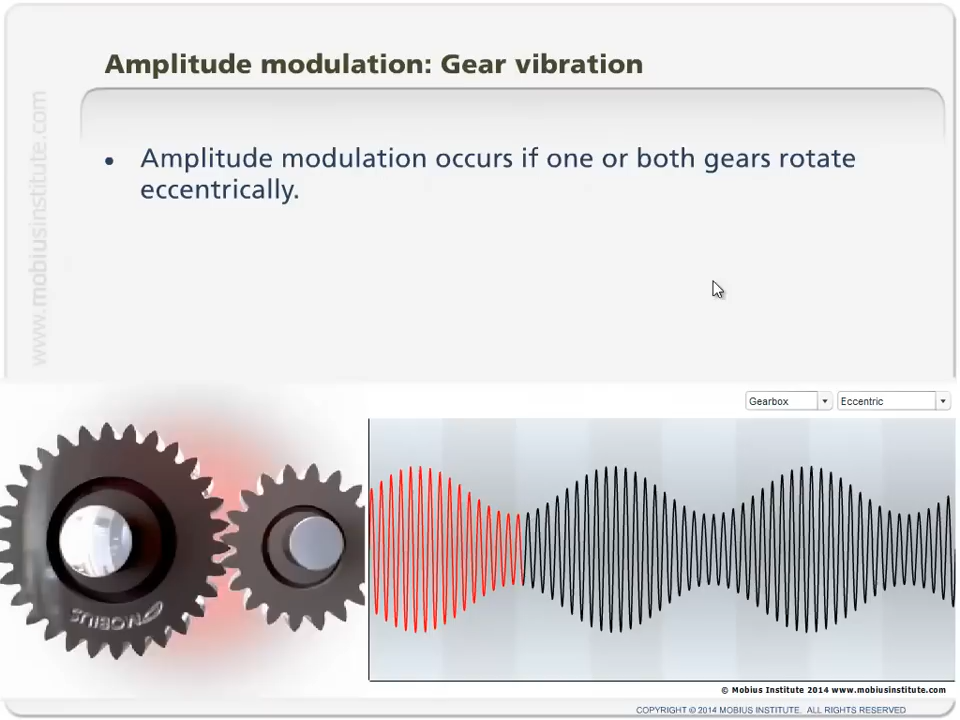 Amplitude modulation: Gear vibration
www.mobiusinstitute.com
• Amplitude modulation occurs if one or both gears rotate
eccentrically.
Gearbox
Eccentric
MOBIUS
© Mobius Institute 2014 www.mobiusinstitute.com
COPYRIGHT © 2014 MOBIUS INSTITUTE. ALL RIGHTS RESERVED